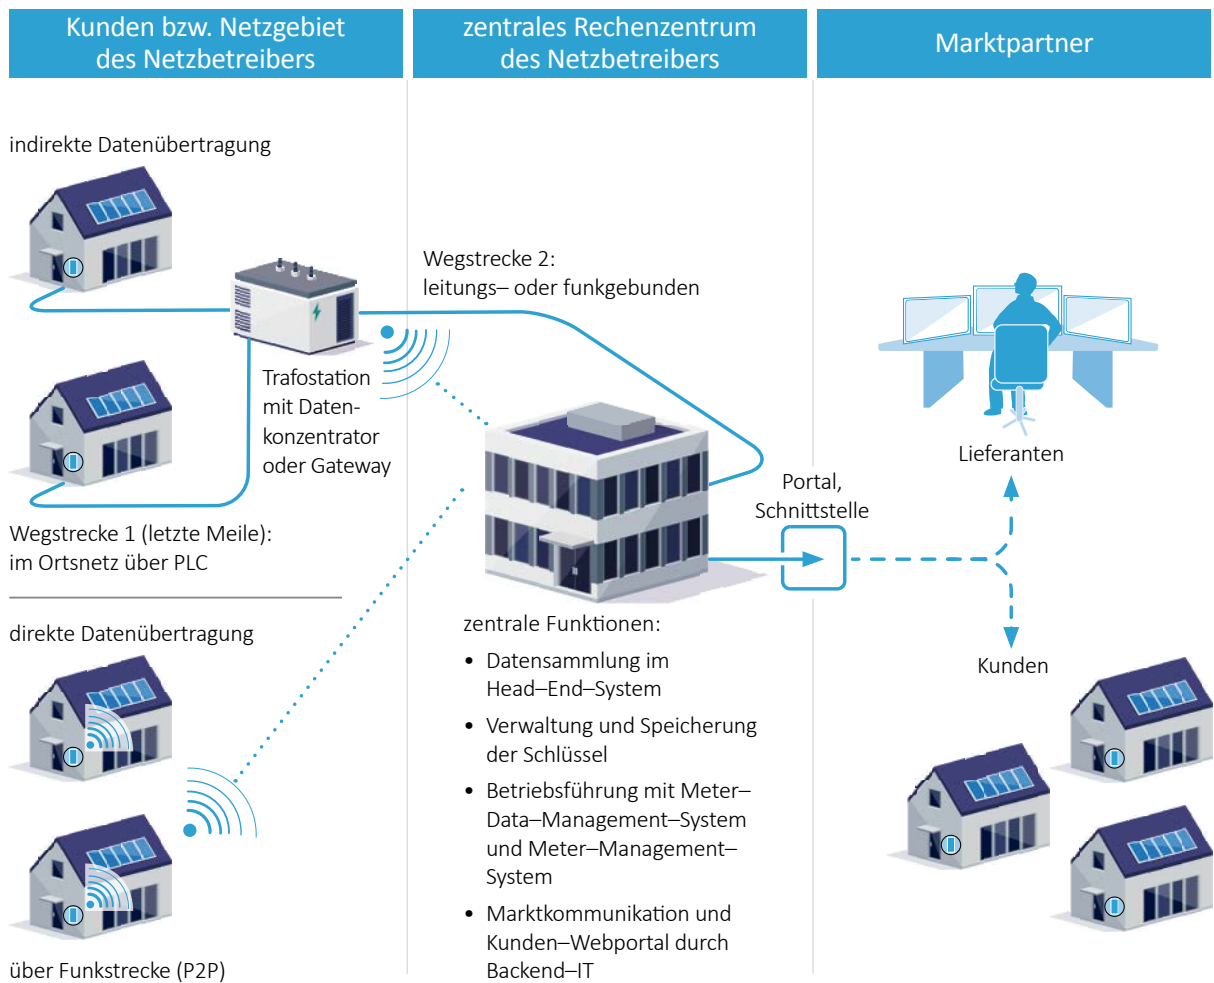 Kunden bzw. Netzgebiet
des Netzbetreibers
zentrales Rechenzentrum
des Netzbetreibers
Marktpartner
indirekte Datenübertragung
Wegstrecke 2:
leitungs– oder funkgebunden
Trafostation
mit Daten-
konzentrator
oder Gateway
Wegstrecke 1 (letzte Meile):
im Ortsnetz über PLC
direkte Datenübertragung
über Funkstrecke (P2P)
zentrale Funktionen:
• Datensammlung im
Head–End–System
• Verwaltung und Speicherung
der Schlüssel
• Betriebsführung mit Meter–
Data–Management–System
und Meter–Management–
System
• Marktkommunikation und
Kunden–Webportal durch
Backend–IT
Portal,
Schnittstelle
Lieferanten
Kunden